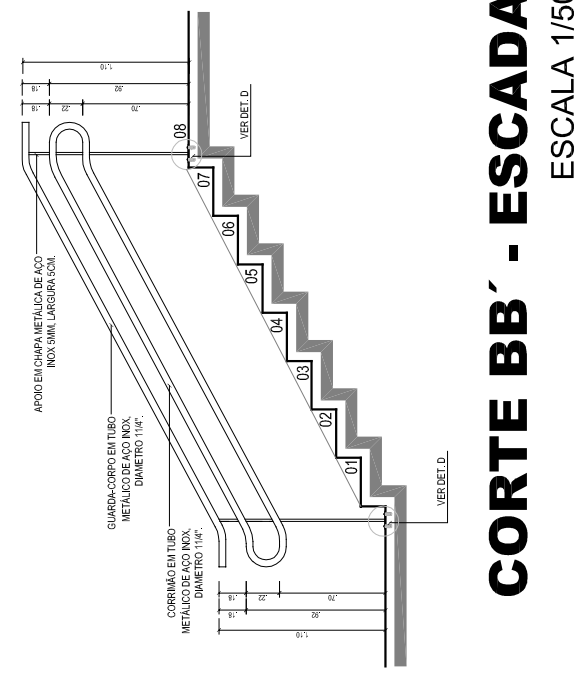 1.10
.18
.92
.18
.22
.70
08
VER DET. D
07
06
05
04
03
02
01
APOIO EM CHAPA METÁLICA DE AÇO
INOX 5MM, LARGURA 5CM.
GUARDA-CORPO EM TUBO
METÁLICO DE AÇO INOX,
DIAMETRO 11/4".
CORRIMÃO EM TUBO
METÁLICO DE AÇO INOX,
DIAMETRO 11/4".
VER DET. D
.18
.22
.70
.18
.92
1.10
CORTE BB´ - ESCADA
ESCALA 1/50